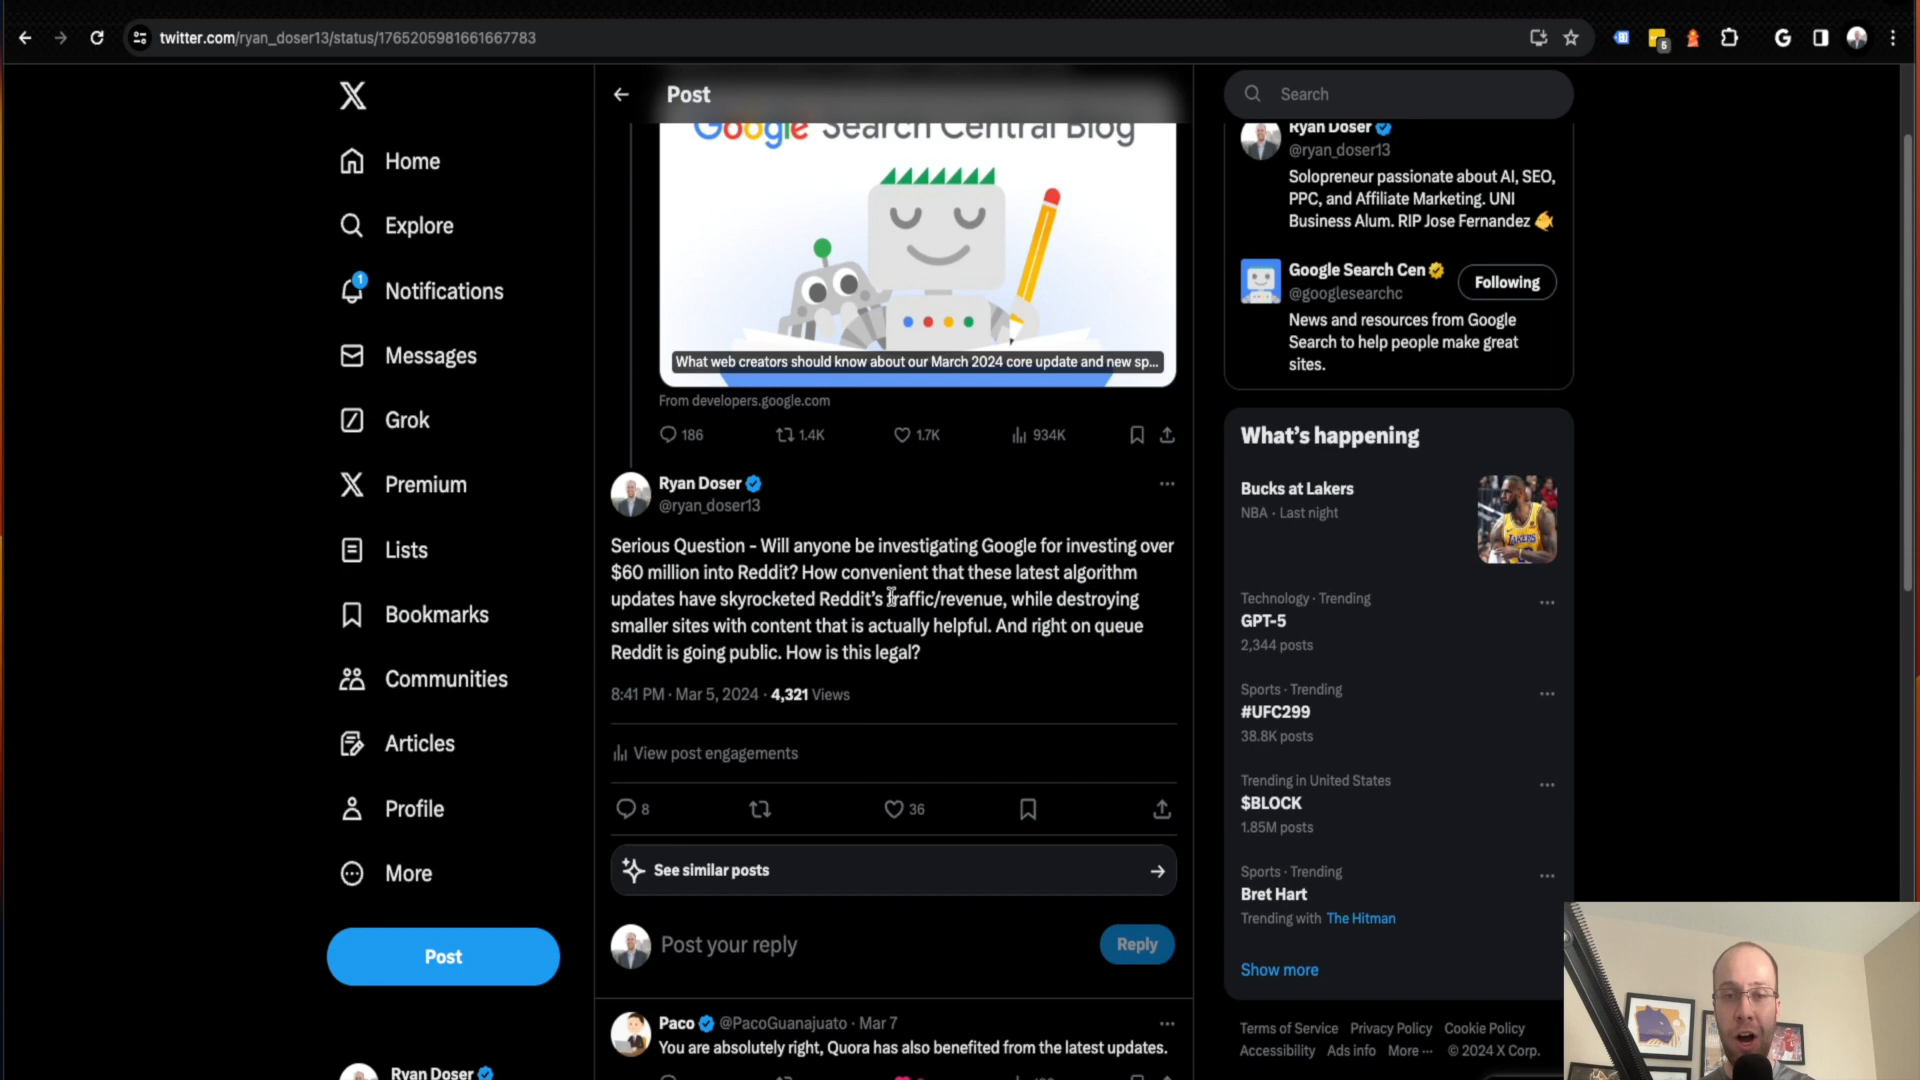 twitter.com/ryan_doser13/status/1765205981661667783
5
Home
Explore
1
Notifications
Messages
Grok
Premium
Lists
Bookmarks
Communities
Articles
Profile
More
Post
Ryan Doser
Post
Google Search Central Blog
What web creators should know about our March 2024 core update and new sp...
From developers.google.com
186
1.4K
1.7K
934K
Ryan Doser
@ryan_doser13
Serious Question - Will anyone be investigating Google for investing over
$60 million into Reddit? How convenient that these latest algorithm
updates have skyrocketed Reddit's traffic/revenue, while destroying
smaller sites with content that is actually helpful. And right on queue
Reddit is going public. How is this legal?
8:41 PM · Mar 5, 2024 · 4,321 Views
View post engagements
8
36
See similar posts
Post your reply
Reply
Paco @PacoGuanajuato · Mar 7
You are absolutely right, Quora has also benefited from the latest updates.
Search
Ryan Doser
@ryan_doser13
Solopreneur passionate about AI, SEO,
PPC, and Affiliate Marketing. UNI
Business Alum. RIP Jose Fernandez
Google Search Cen
@googlesearchc
Following
News and resources from Google
Search to help people make great
sites.
What's happening
Bucks at Lakers
NBA · Last night
LAKERS
Technology · Trending
GPT-5
2,344 posts
Sports · Trending
#UFC299
38.8K posts
Trending in United States
$BLOCK
1.85M posts
Sports · Trending
Bret Hart
Trending with The Hitman
Show more
Terms of Service Privacy Policy Cookie Policy
Accessibility Ads info More ··· © 2024 X Corp.